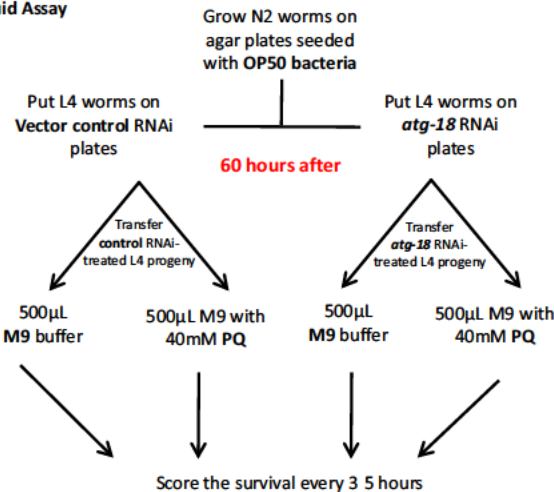 Assay
Grow N2 worms on
agar plates seeded
with OP50 bacteria
Put L4 worms on
Vector control RNAi
plates
Put L4 worms on
atg-18 RNAi
plates
60 hours after
Transfer
control RNAi-
treated L4 progeny
Transfer
atg-18 RNAi-
treated L4 progeny
500µL
M9 buffer
500µL M9 with
40mM PQ
500µL
M9 buffer
500µL M9 with
40mM PQ
Score the survival every 3 5 hours